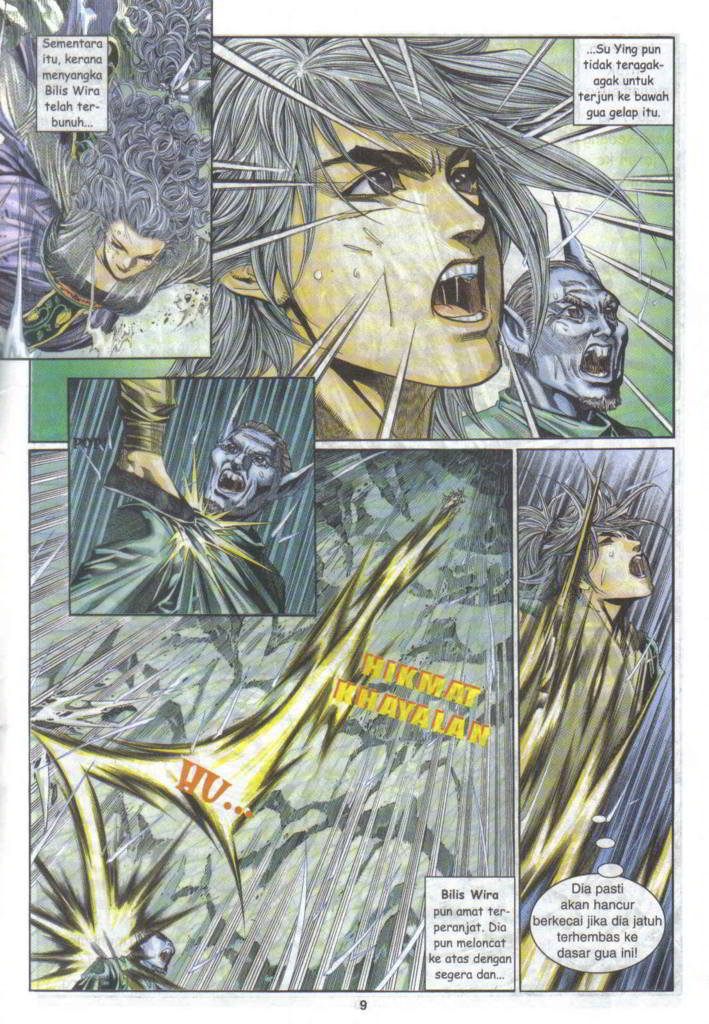 Sementara
itu, kerana
menyangka
Bilis Wira
telah ter-
bunuh...
...Su Ying pun
tidak teragak-
agak untuk
terjun ke bawah
gua gelap itu.
HIKMAT
KHAYALAN
HU...
Bilis Wira
pun amat ter-
peranjat. Dia
pun meloncat
ke atas dengan
segera dan...
Dia pasti
akan hancur
berkecai jika dia jatuh
terhembas ke
dasar gua ini!
9